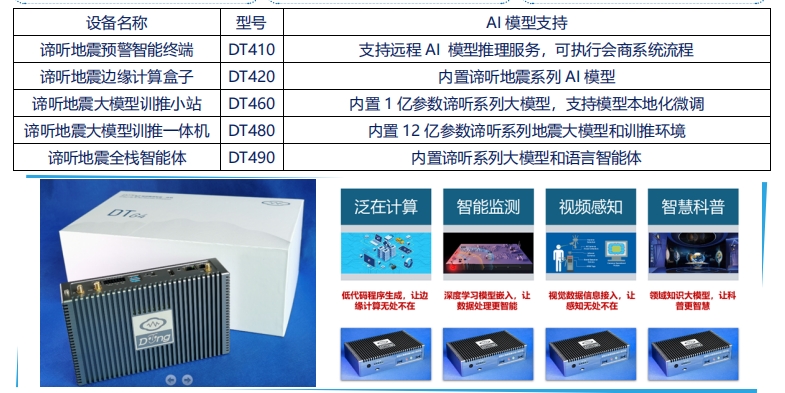 设备名称 型号 AI 模型支持
谛听地震预警智能终端 DT410 支持远程 AI 模型推理服务，可执行会商系统流程
谛听地震边缘计算盒子 DT420 内置谛听地震系列 AI 模型
谛听地震大模型训推小站 DT460 内置 1 亿参数谛听系列大模型，支持模型本地化微调
谛听地震大模型训推一体机 DT480 内置 12 亿参数谛听系列地震大模型和训推环境
谛听地震全栈智能体 DT490 内置谛听系列大模型和语言智能体
DT
泛在计算 智能监测 视频感知 智慧科普
低代码程序生成，让边
缘计算无处不在
深度学习模型嵌入，让
数据处理更智能
视觉数据信息接入，让
感知无处不在
领域知识大模型，让科
普更智慧